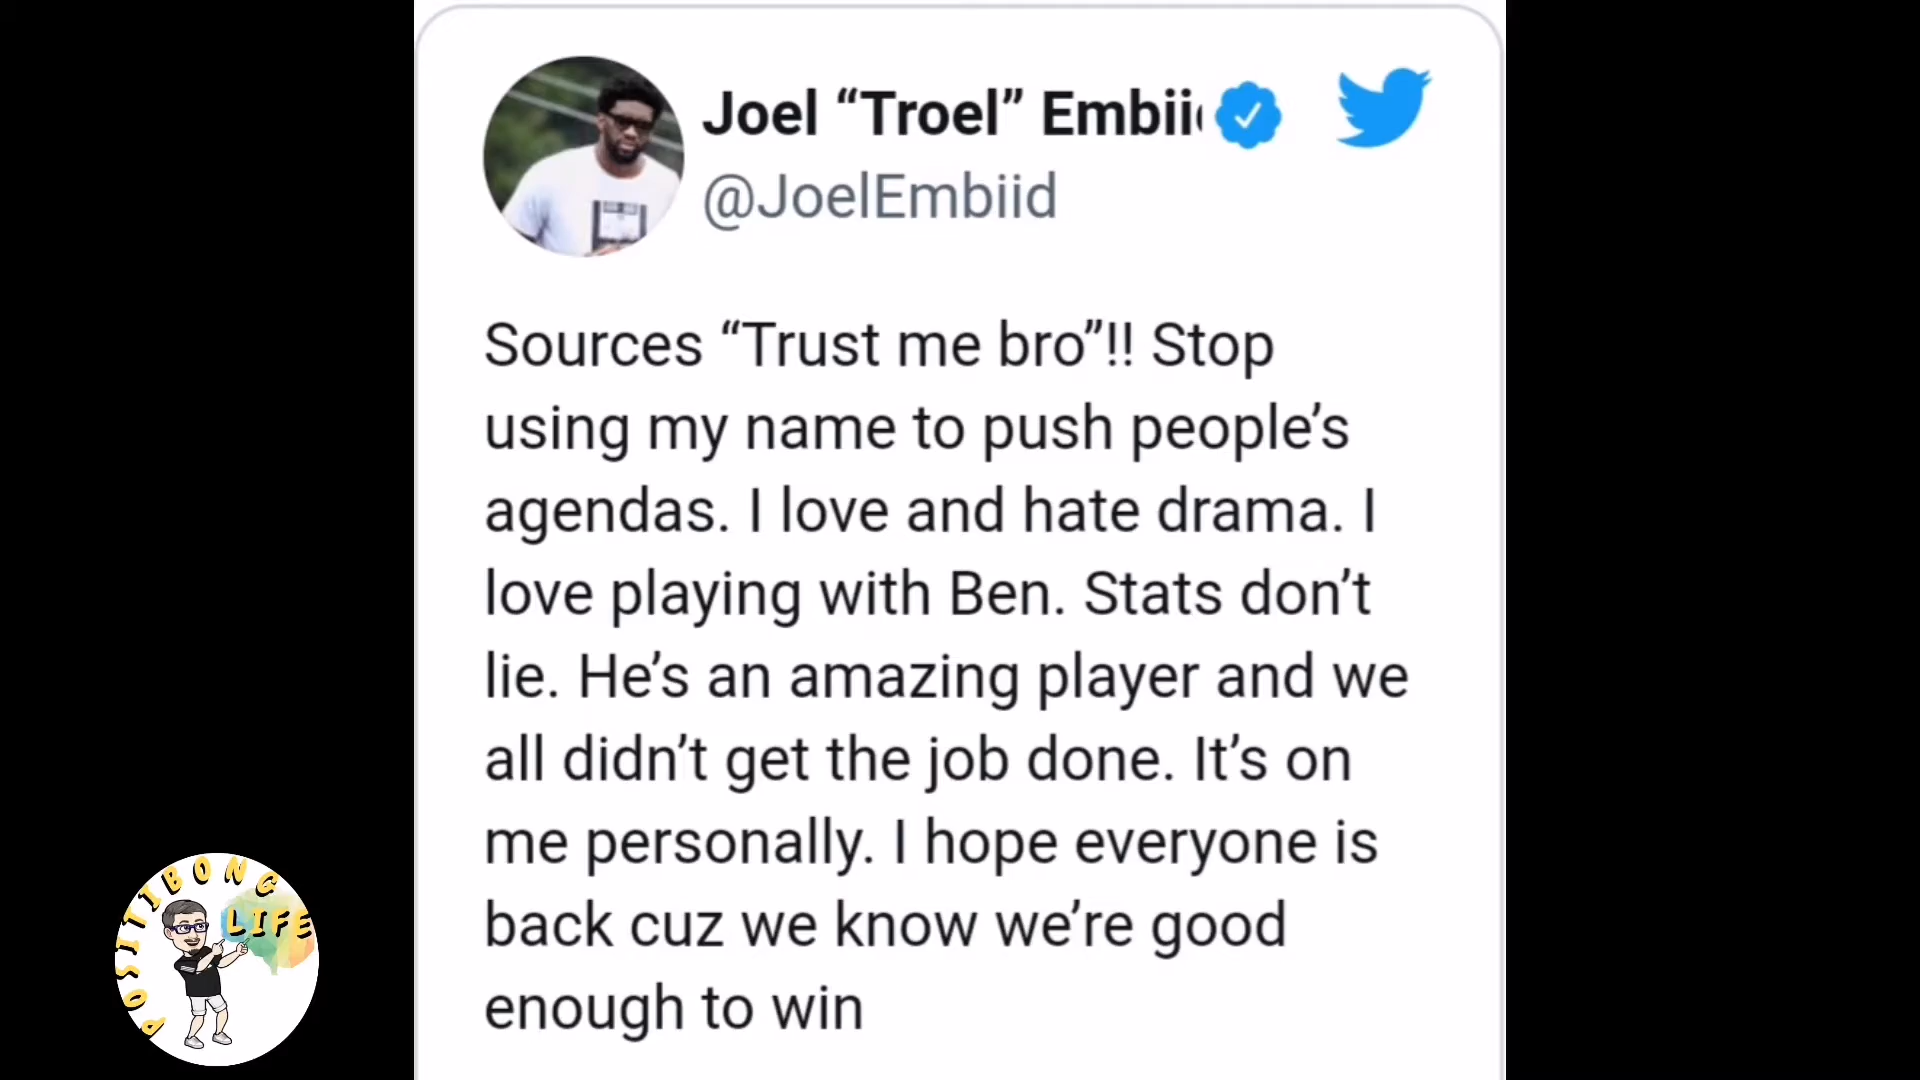 Joel “Troel” Embii
@JoelEmbiid
Sources “Trust me bro”!! Stop
using my name to push people’s
agendas. I love and hate drama. I
love playing with Ben. Stats don’t
lie. He’s an amazing player and we
all didn’t get the job done. It’s on
me personally. I hope everyone is
back cuz we know we’re good
enough to win
POSITIBONG
LIFE